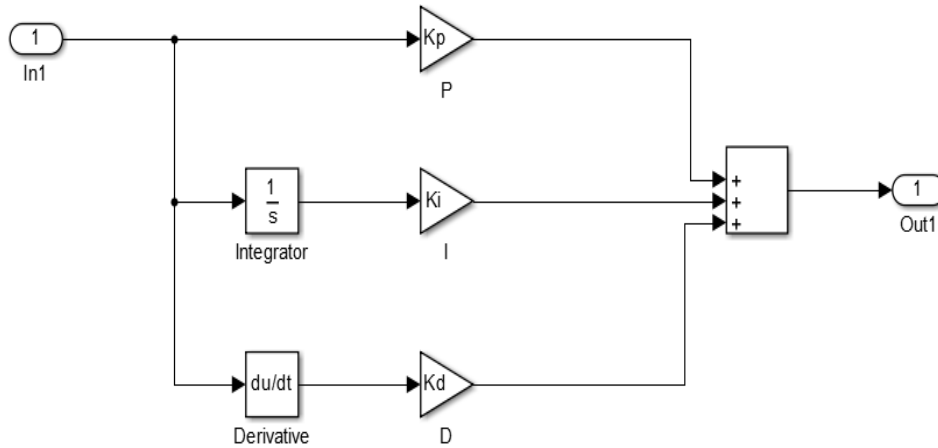 1
In1
Kp
P
1
s
Integrator
Ki
I
du/dt
Derivative
Kd
D
+
+
+
1
Out1